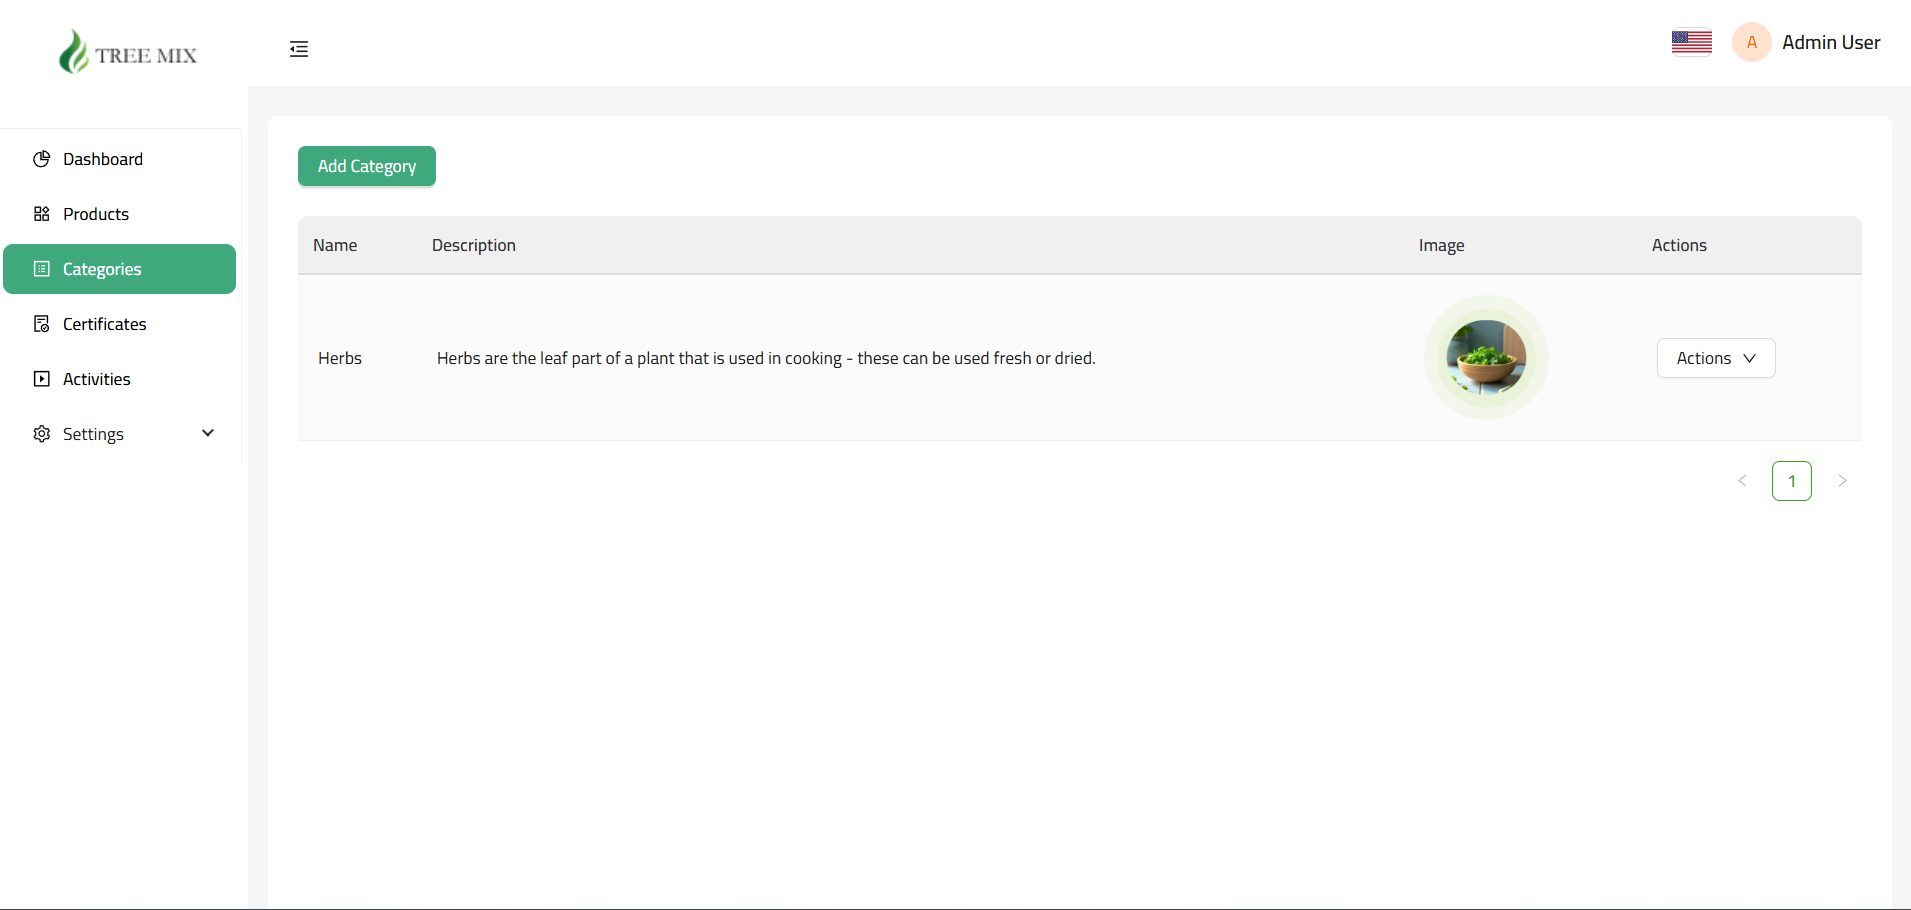 TREE MIX
A
Admin User
Dashboard
Products
Categories
Certificates
Activities
Settings
Add Category
Name
Description
Image
Actions
Herbs
Herbs are the leaf part of a plant that is used in cooking - these can be used fresh or dried.
Actions
1